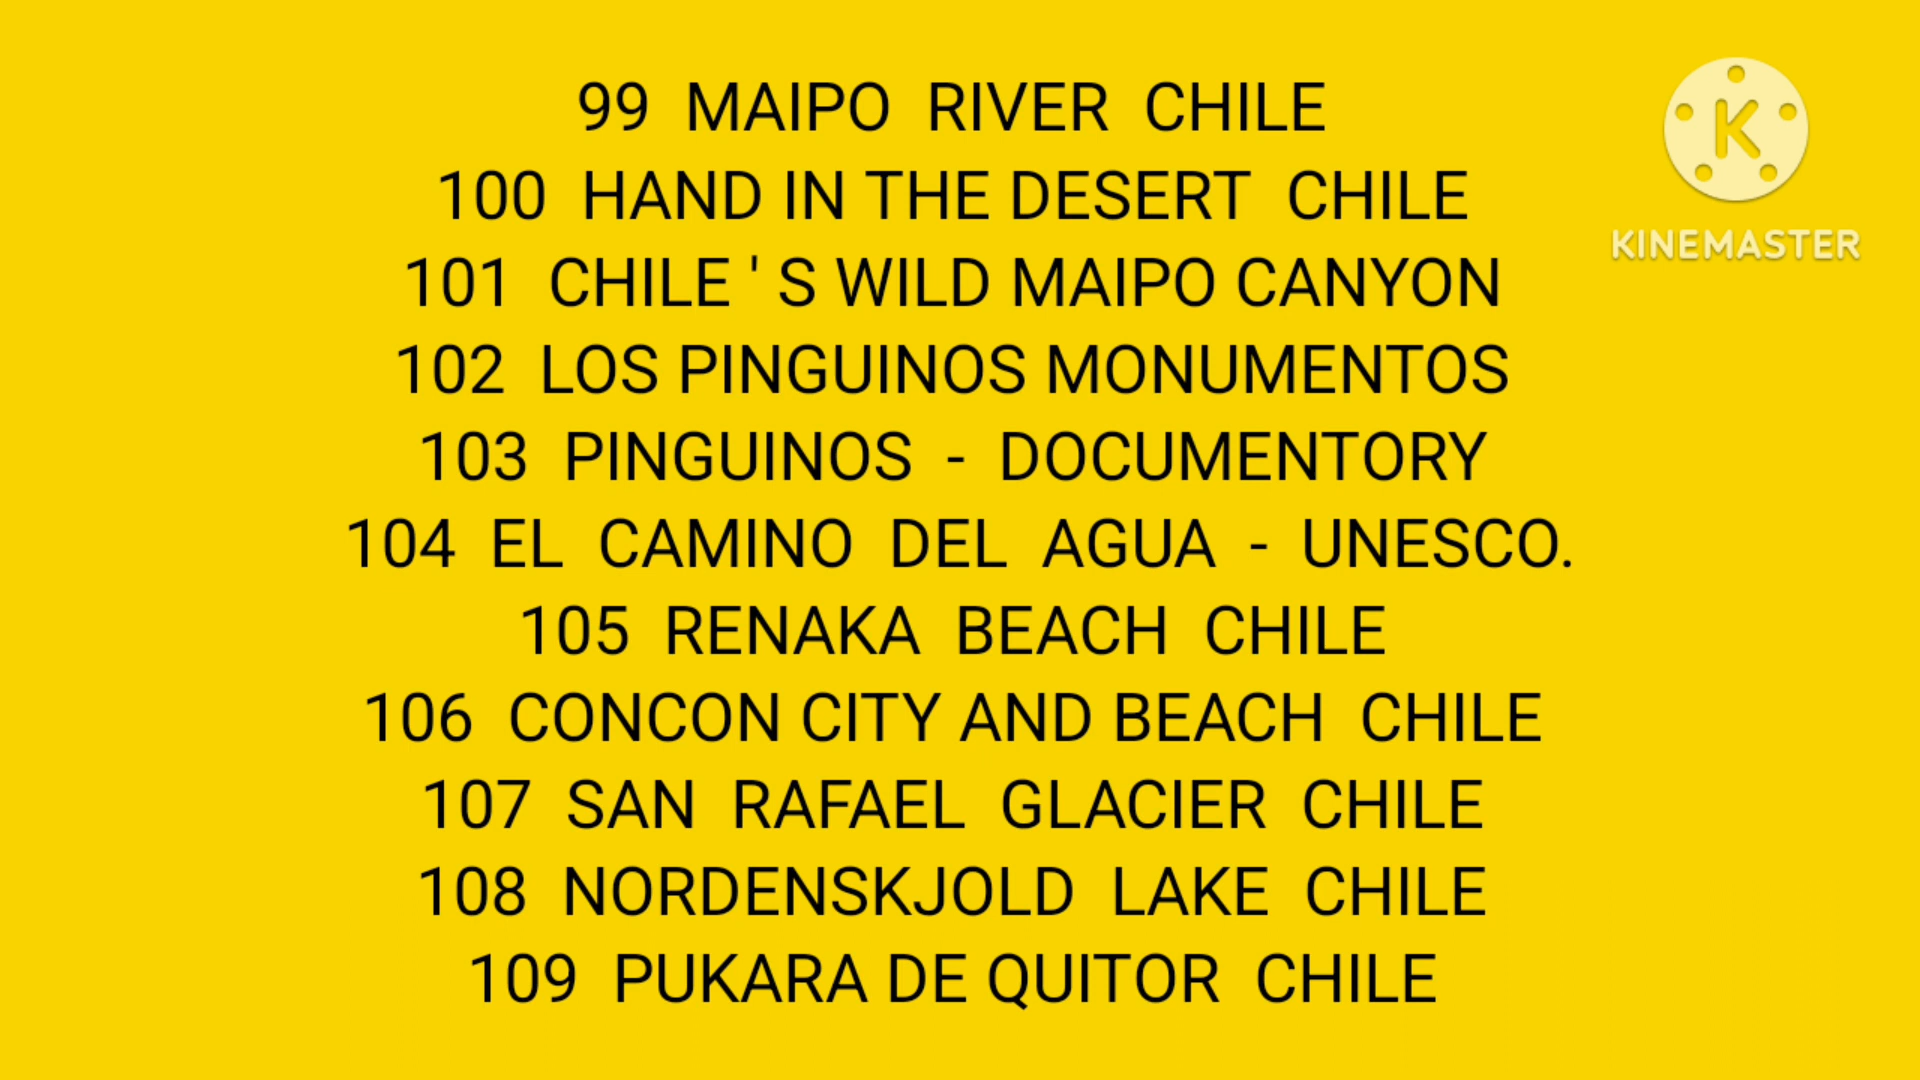 99 MAIPO RIVER CHILE
100 HAND IN THE DESERT CHILE
101 CHILE ' S WILD MAIPO CANYON
102 LOS PINGUINOS MONUMENTOS
103 PINGUINOS - DOCUMENTORY
104 EL CAMINO DEL AGUA - UNESCO.
105 RENAKA BEACH CHILE
106 CONCON CITY AND BEACH CHILE
107 SAN RAFAEL GLACIER CHILE
108 NORDENSKJOLD LAKE CHILE
109 PUKARA DE QUITOR CHILE
K
KINEMASTER